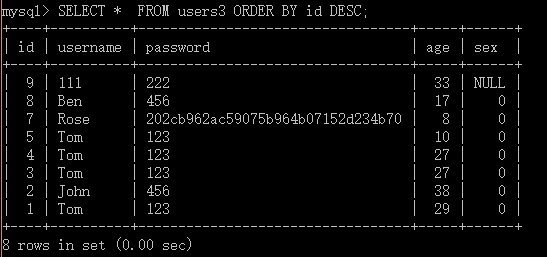 mysql> SELECT *  FROM users3 ORDER BY id DESC;
+----+----------+----------------------------------+-----+------+
| id | username | password                         | age | sex  |
+----+----------+----------------------------------+-----+------+
|  9 | 111      | 222                              |  33 | NULL |
|  8 | Ben      | 456                              |  17 |    0 |
|  7 | Rose     | 202cb962ac59075b964b07152d234b70 |   8 |    0 |
|  5 | Tom      | 123                              |  10 |    0 |
|  4 | Tom      | 123                              |  27 |    0 |
|  3 | Tom      | 123                              |  27 |    0 |
|  2 | John     | 456                              |  38 |    0 |
|  1 | Tom      | 123                              |  29 |    0 |
+----+----------+----------------------------------+-----+------+
8 rows in set (0.00 sec)